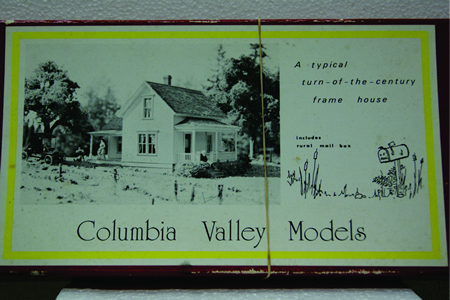 A typical
turn-of-the-century
frame house
includes
rural mail box
Columbia Valley Models